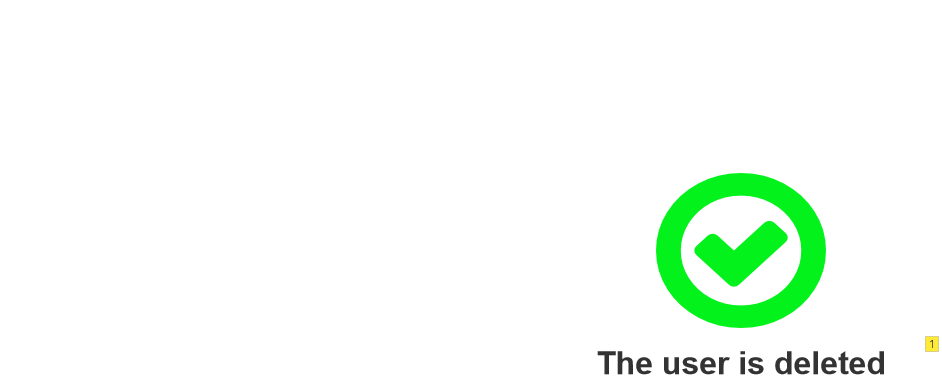 1
The user is deleted